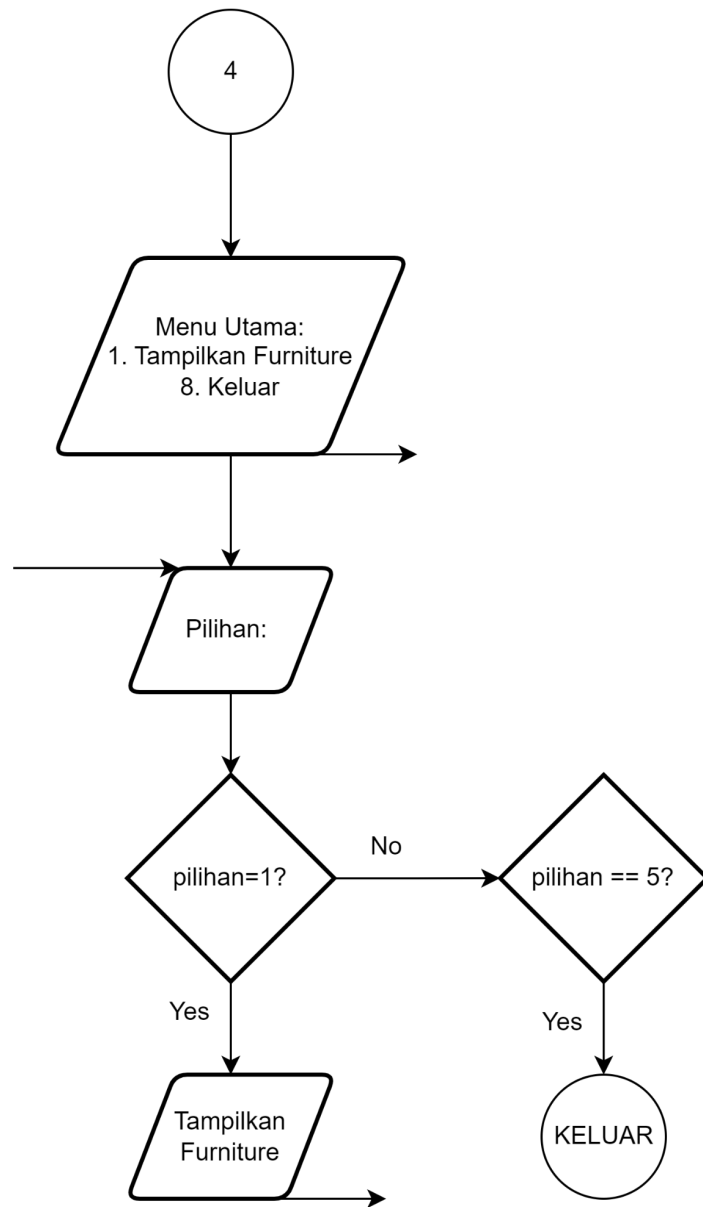 4
Menu Utama:
1. Tampilkan Furniture
8. Keluar
Pilihan:
pilihan=1?
No
pilihan == 5?
Yes
Yes
Tampilkan
Furniture
KELUAR